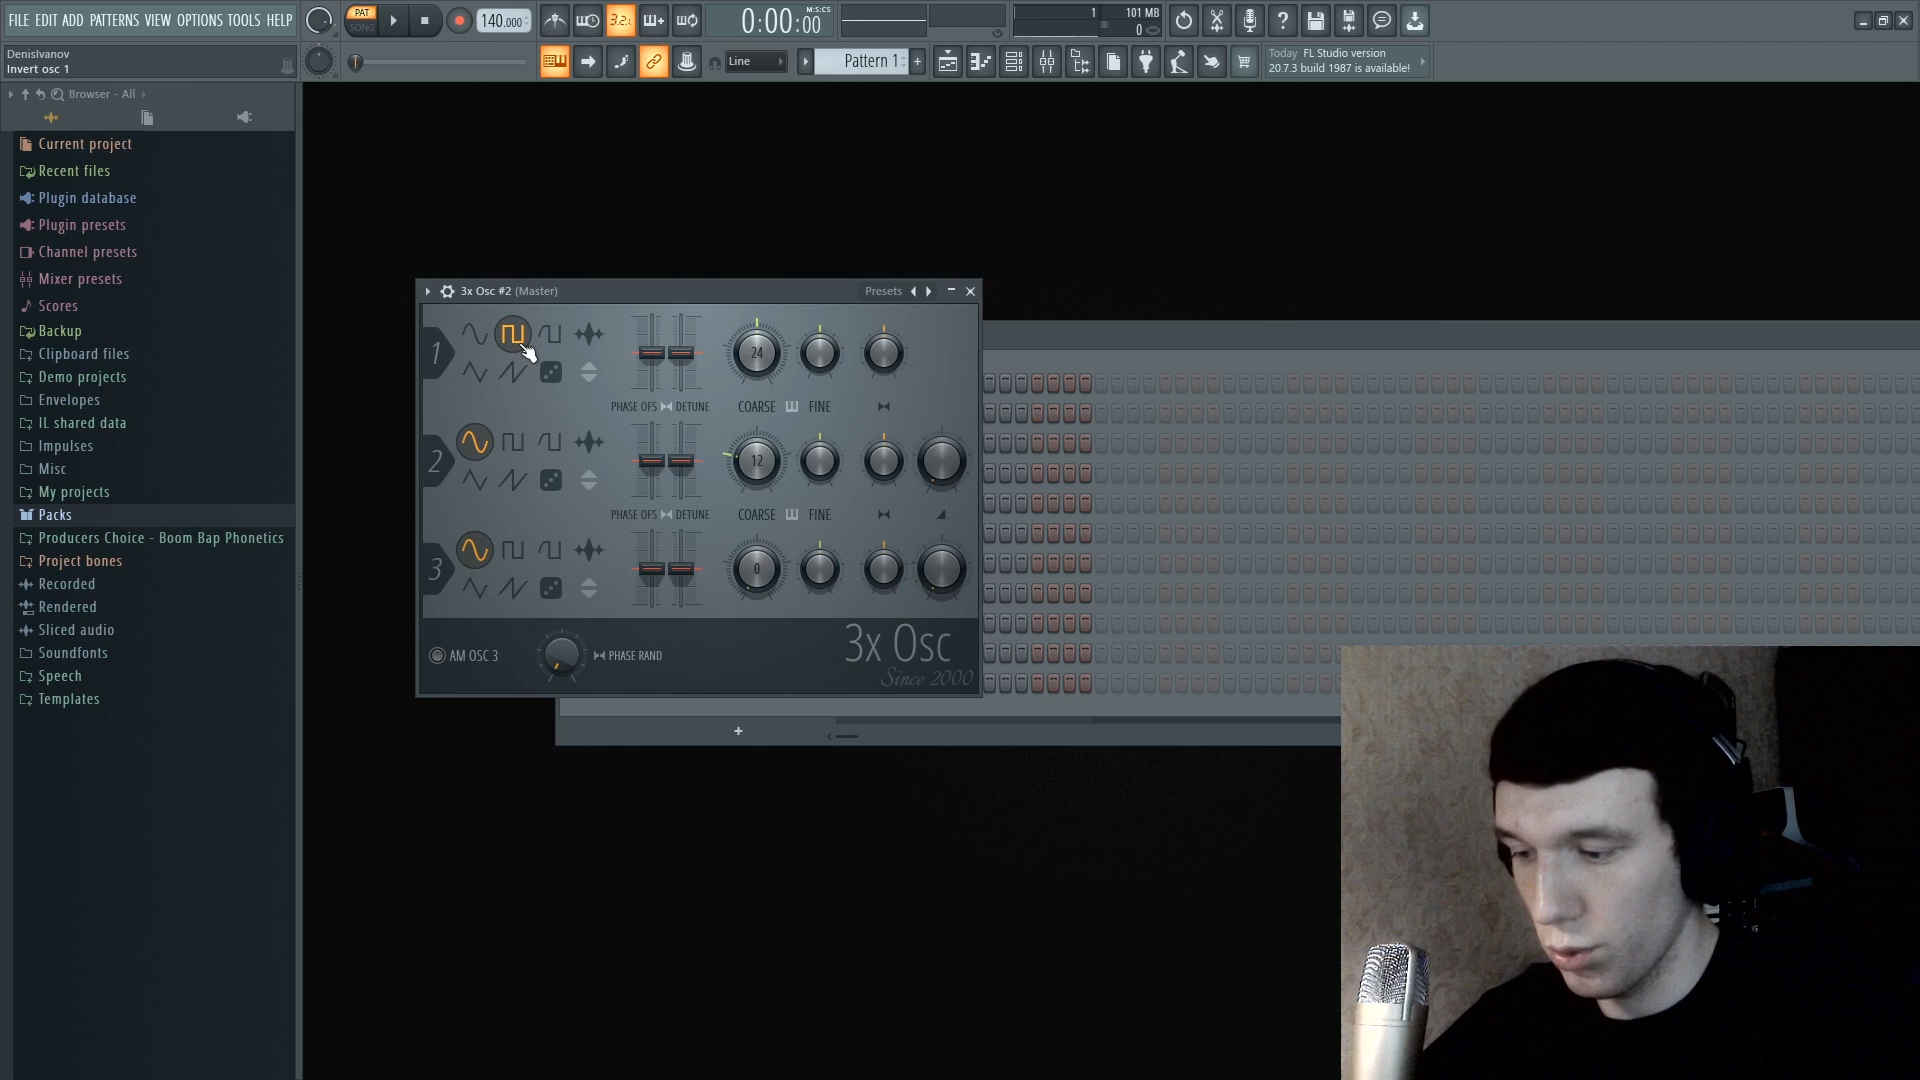 FILE EDIT ADD PATTERNS VIEW OPTIONS TOOLS HELP
PAT
SONG
140.000
3.2.
0:00:00
M:S:CS
1
101 MB
0
DenisIvanov
Invert osc 1
Line
Pattern 1
Today FL Studio version
20.7.3 build 1987 is available!
Browser - All
Current project
Recent files
Plugin database
Plugin presets
Channel presets
Mixer presets
Scores
Backup
Clipboard files
Demo projects
Envelopes
IL shared data
Impulses
Misc
My projects
Packs
Producers Choice - Boom Bap Phonetics
Project bones
Recorded
Rendered
Sliced audio
Soundfonts
Speech
Templates
3x Osc #2 (Master)
Presets
1
24
PHASE OFS DETUNE COARSE FINE
2
12
PHASE OFS DETUNE COARSE FINE
3
0
AM OSC 3
PHASE RAND
3x Osc
Since 2000